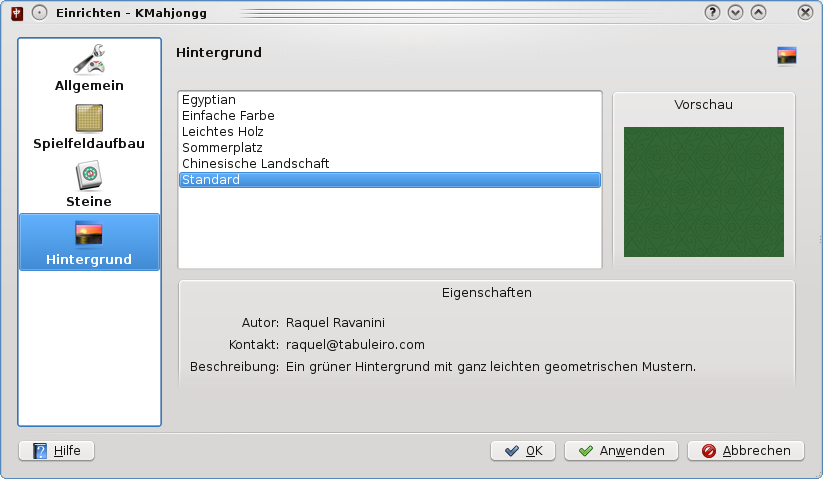 Einrichten - KMahjongg
Allgemein
Spielfeldaufbau
Steine
Hintergrund
Hintergrund
Egyptian
Einfache Farbe
Leichtes Holz
Sommerplatz
Chinesische Landschaft
Standard
Vorschau
Eigenschaften
Autor: Raquel Ravanini
Kontakt: raquel@tabuleiro.com
Beschreibung: Ein grüner Hintergrund mit ganz leichten geometrischen Mustern.
Hilfe
OK
Anwenden
Abbrechen